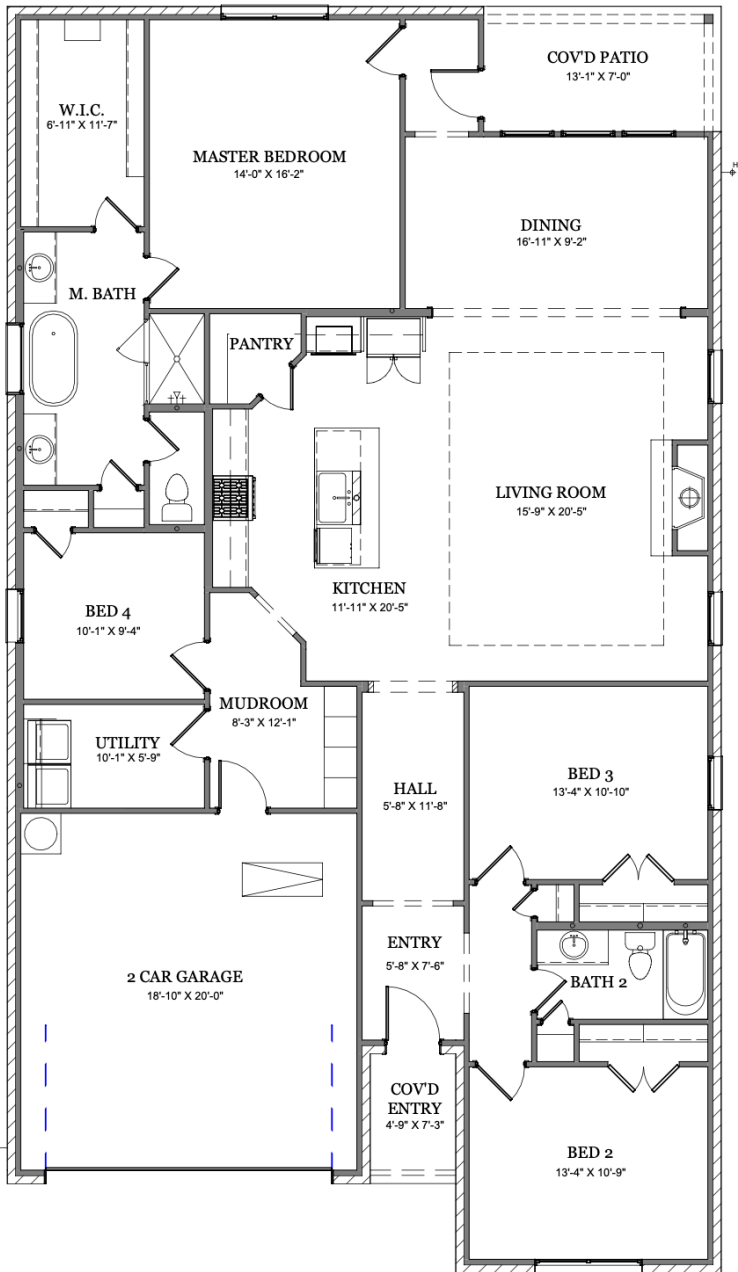 COV'D PATIO
13'-1" X 7'-0"
W.I.C.
6'-11" X 11'-7"
MASTER BEDROOM
14'-0" X 16'-2"
H
DINING
16'-11" X 9'-2"
M. BATH
PANTRY
LIVING ROOM
15'-9" X 20'-5"
KITCHEN
11'-11" X 20'-5"
BED 4
10'-1" X 9'-4"
MUDROOM
8'-3" X 12'-1"
UTILITY
10'-1" X 5'-9"
HALL
5'-8" X 11'-8"
BED 3
13'-4" X 10'-10"
ENTRY
5'-8" X 7'-6"
2 CAR GARAGE
18'-10" X 20'-0"
BATH 2
COV'D
ENTRY
4'-9" X 7'-3"
BED 2
13'-4" X 10'-9"